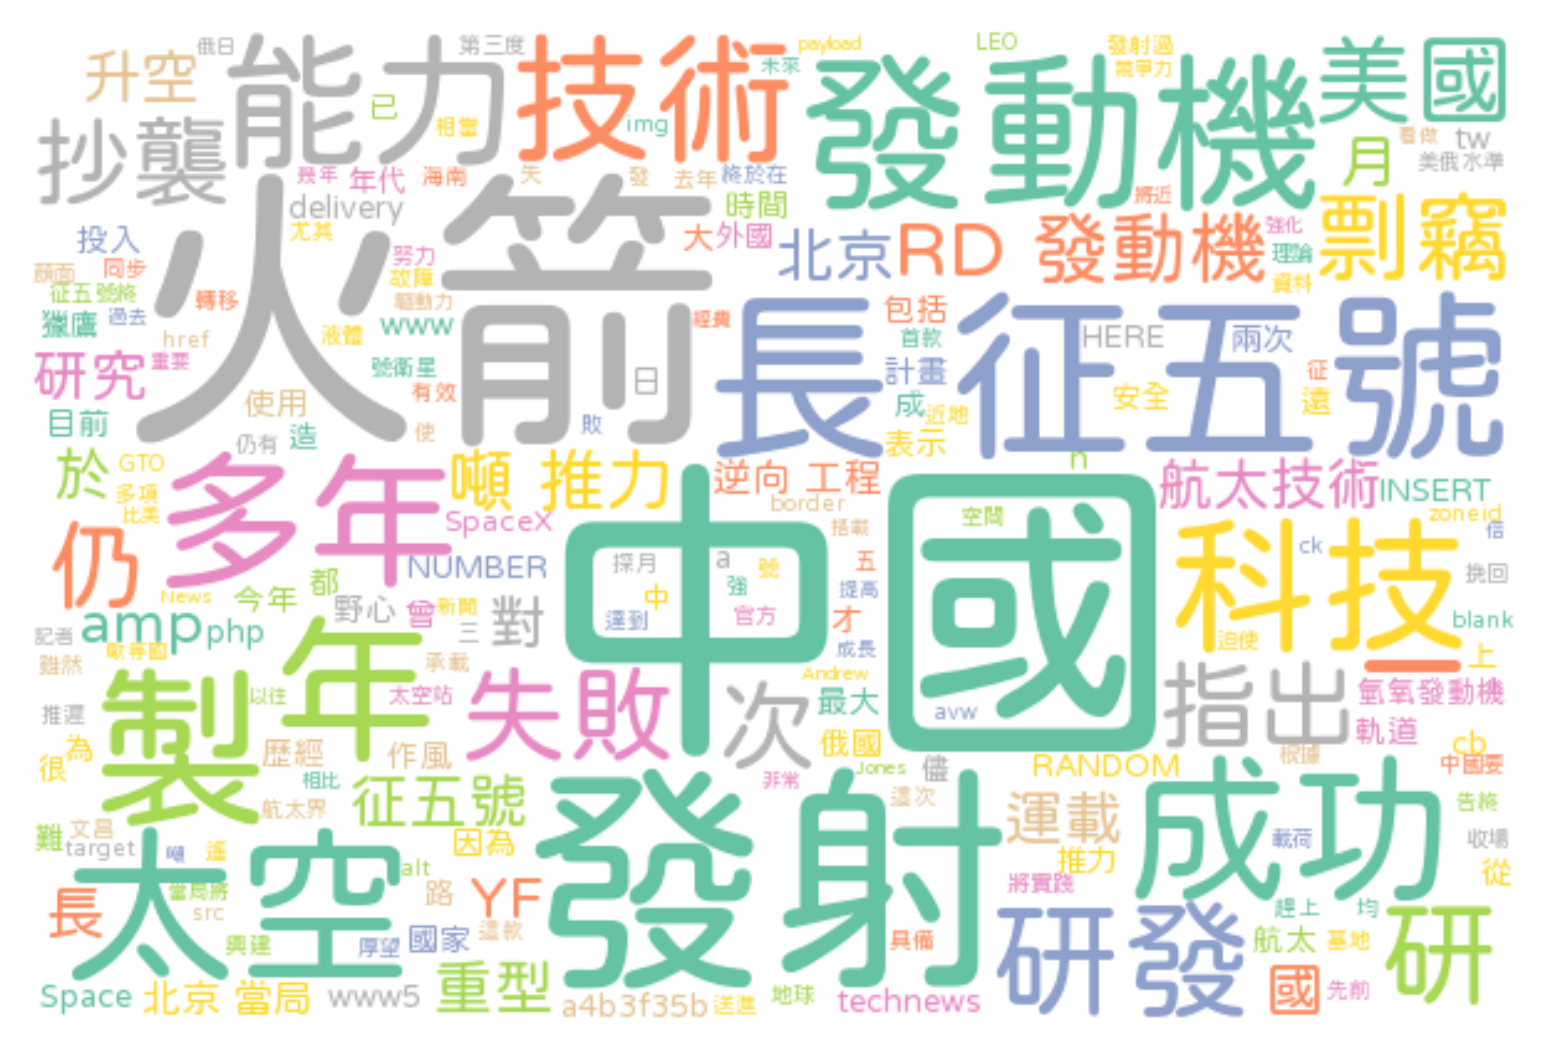 升空
俄日
能力
第三度
技術
payload
未來
發動機
LEO
發射過
競爭力
美國
抄襲
已
相當
img
月
看做
tw
美俄水準
幾年
年代
海南
失
發
去年
終於在
將近
delivery
尤其
火箭
時間
剽竊
投入
同步
顏面
努力
故障
大
外國
北京
RD
發動機
強化
理論
資料
征五號終
轉移
驅動力
包括
獵鷹
過去
href
液體
www
經費
長征五號
首款
HERE
兩次
研究
重要
號衛星
日
計畫
征
使用
有效
成
近地
安全
遠
目前
仍有
造
使
敗
表示
於
GTO
多項
比美
多年
噸
推力
逆向
工程
n
航太技術
INSERT
border
SpaceX
中國
空間
zoneid
信
仍
搭載
科技
ck
NUMBER
探月
a
號
五
挽回
News
今年
都
強
提高
amp
php
野心
曾
新聞
對
中
達到
官方
才
blank
記者
三
成長
迫使
歐等國
年
雖然
承載
Andrew
一
上
製
以往
太空站
失敗
次
最大
avw
指出
氫氧發動機
推遲
軌道
為
很
歷經
作風
俄國
cb
根據
中國要
相比
非常
Jones
儘
RANDOM
航太界
征五號
發射
這次
運載
成功
告終
難
文昌
target
噸
遙
因為
推力
載荷
收場
太空
alt
從
當局將
路
YF
將實踐
長
src
研發
趕上
均
研
興建
厚望
國家
這款
具備
航太
基地
Space
北京
當局
www5
重型
a4b3f35b
送進
地球
technews
國
先前